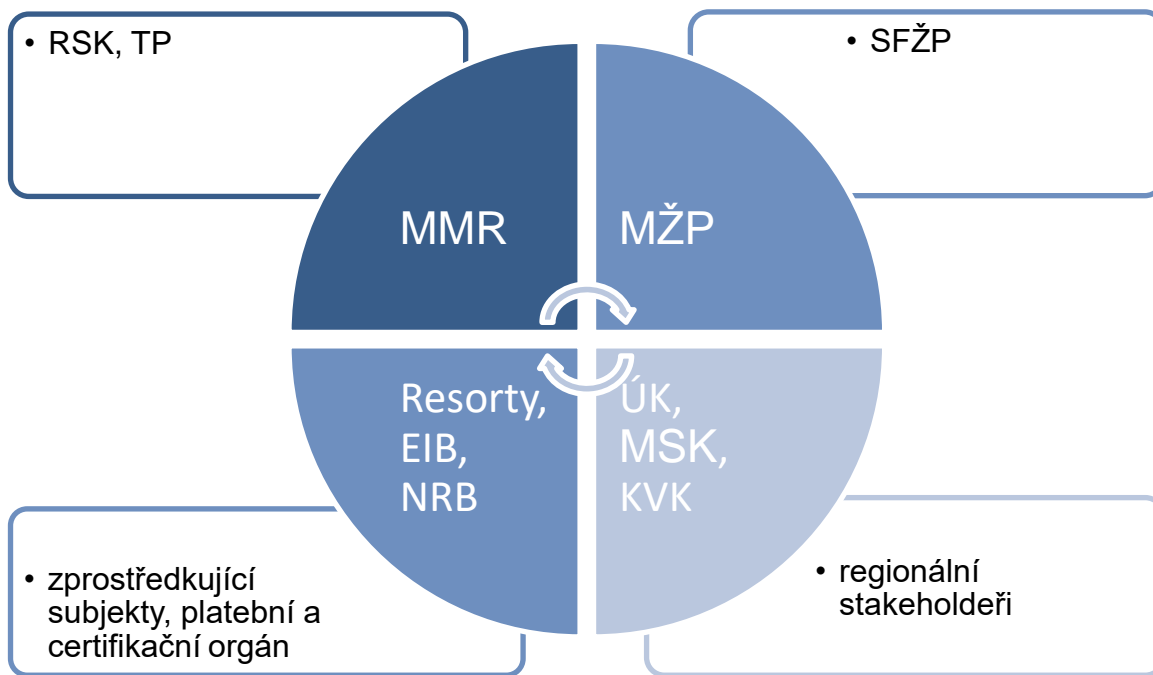 • RSK, TP
• SFŽP
MMR
MŽP
Resorty,
EIB,
NRB
ÚK,
MSK,
KVK
• zprostředkující
subjekty, platební a
certifikační orgán
• regionální
stakeholdeři